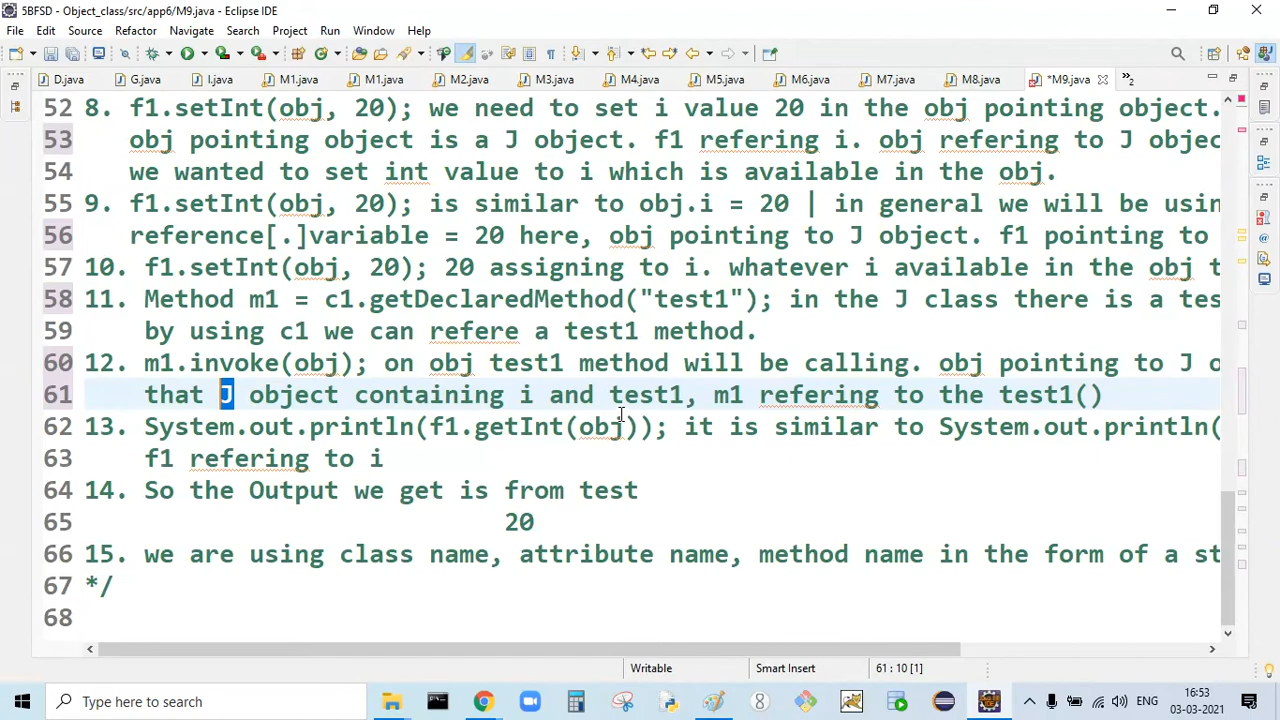 5BFSD - Object_class/src/app6/M9.java - Eclipse IDE
File Edit Source Refactor Navigate Search Project Run Window Help
D.java G.java I.java M1.java M1.java M2.java M3.java M4.java M5.java M6.java M7.java M8.java *M9.java »2
52 8. f1.setInt(obj, 20); we need to set i value 20 in the obj pointing object.
53 obj pointing object is a J object. f1 refering i. obj refering to J objec
54 we wanted to set int value to i which is available in the obj.
55 9. f1.setInt(obj, 20); is similar to obj.i = 20 | in general we will be usin
56 reference[.]variable = 20 here, obj pointing to J object. f1 pointing to
57 10. f1.setInt(obj, 20); 20 assigning to i. whatever i available in the obj t
58 11. Method m1 = c1.getDeclaredMethod("test1"); in the J class there is a tes
59 by using c1 we can refere a test1 method.
60 12. m1.invoke(obj); on obj test1 method will be calling. obj pointing to J o
61 that J object containing i and test1, m1 refering to the test1()
62 13. System.out.println(f1.getInt(obj)); it is similar to System.out.println(
63 f1 refering to i
64 14. So the Output we get is from test
65 20
66 15. we are using class name, attribute name, method name in the form of a st
67 */
68
Writable Smart Insert 61 : 10 [1]
Type here to search
ENG 6:53
03-03-2021